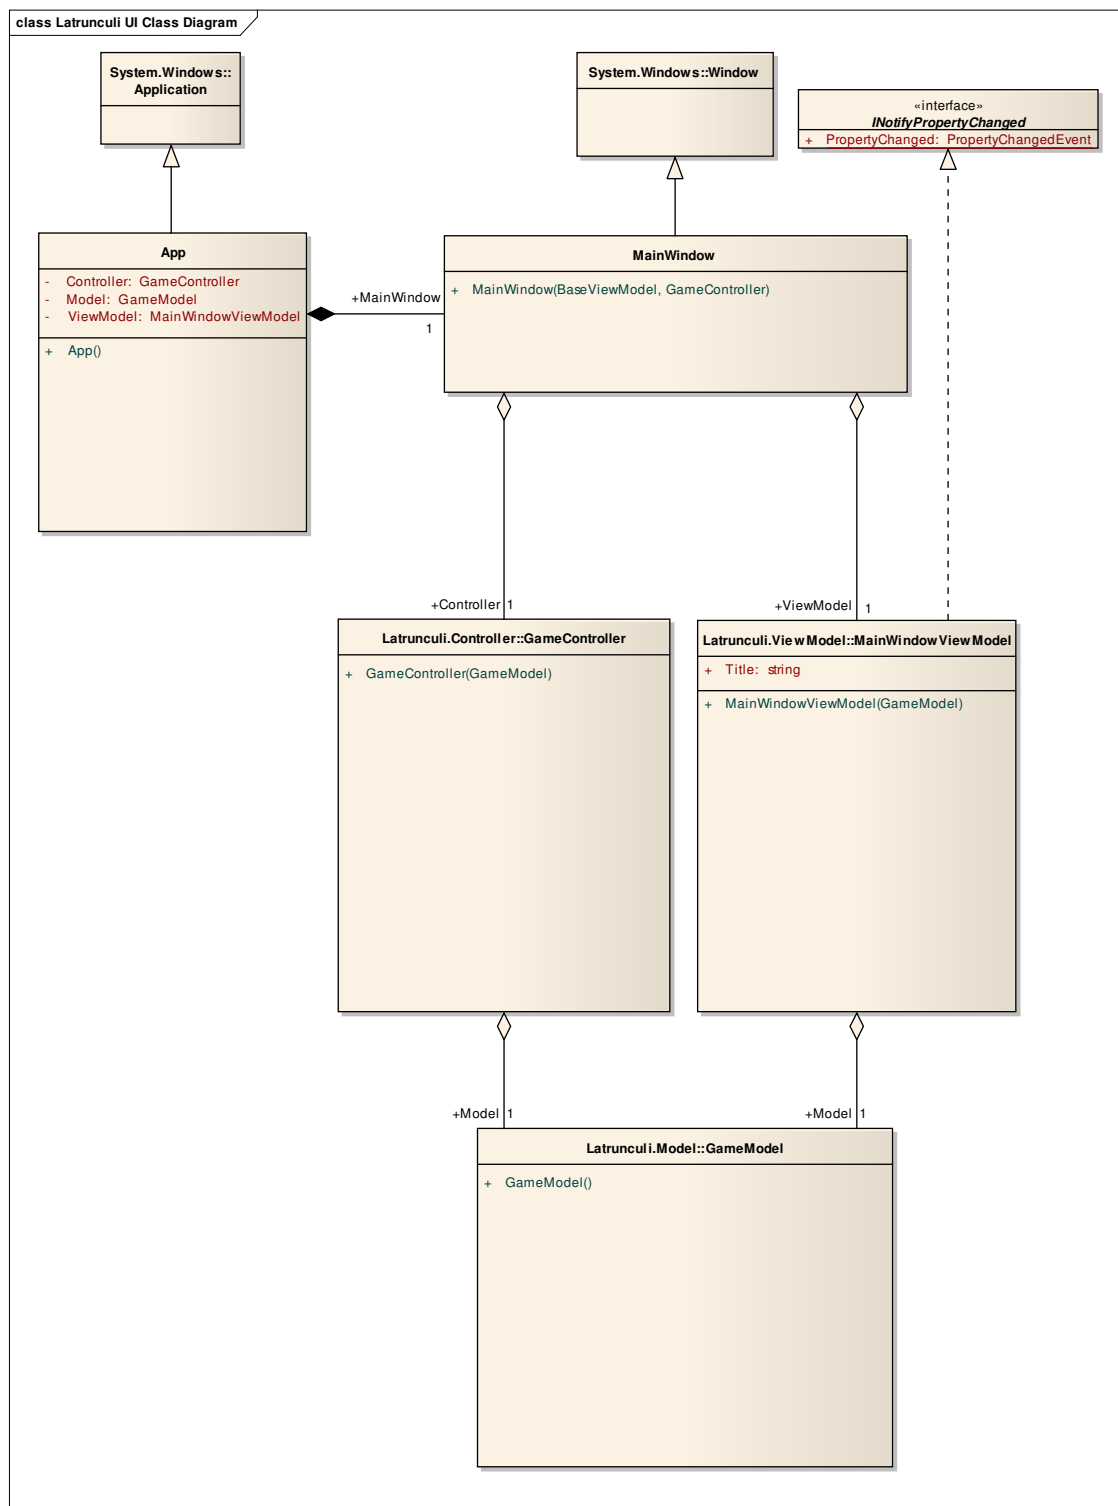 class Latrunculi UI Class Diagram
System.Windows::
Application
System.Windows::Window
«interface»
INotifyPropertyChanged
+ PropertyChanged: PropertyChangedEvent
App
- Controller: GameController
- Model: GameModel
- ViewModel: MainWindowViewModel
+ App()
+MainWindow
1
MainWindow
+ MainWindow(BaseViewModel, GameController)
+Controller 1
+ViewModel 1
Latrunculi.Controller::GameController
+ GameController(GameModel)
Latrunculi.ViewModel::MainWindowViewModel
+ Title: string
+ MainWindowViewModel(GameModel)
+Model 1
+Model 1
Latrunculi.Model::GameModel
+ GameModel()